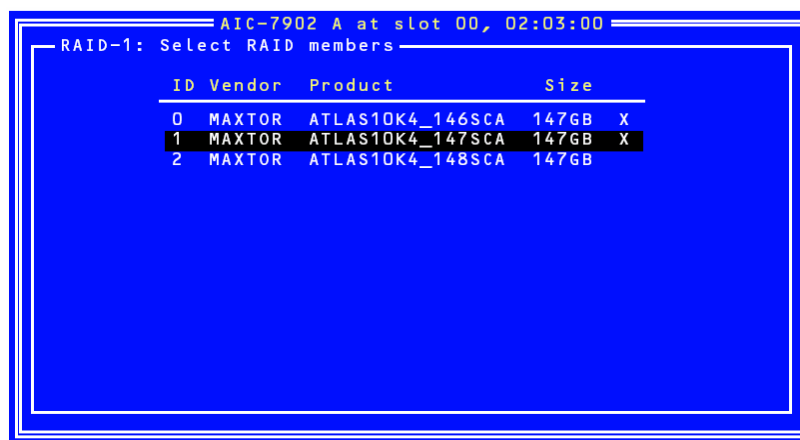 AIC-7902 A at slot 00, 02:03:00
RAID-1: Select RAID members
ID Vendor Product Size
0 MAXTOR ATLAS10K4_146SCA 147GB X
1 MAXTOR ATLAS10K4_147SCA 147GB X
2 MAXTOR ATLAS10K4_148SCA 147GB